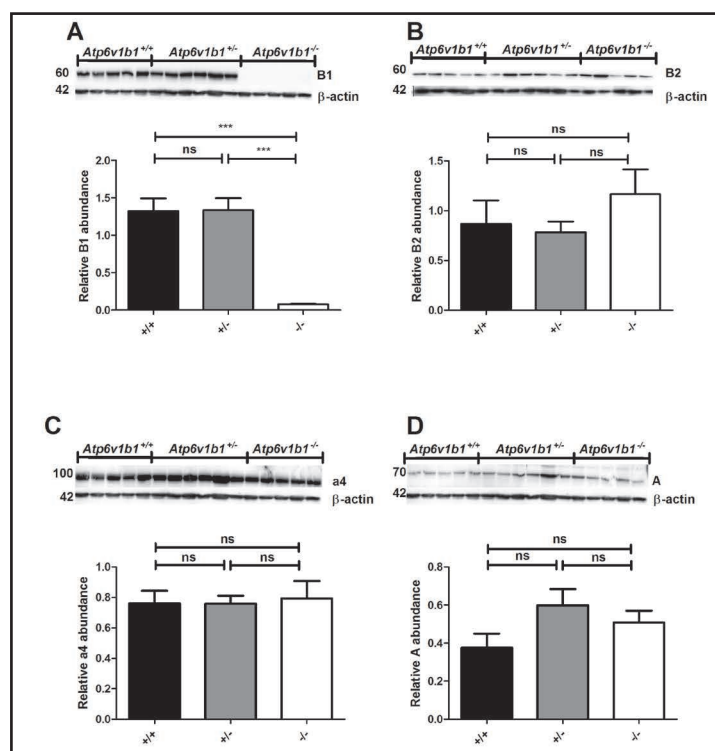 A
Atp6v1b1+/+ Atp6v1b1+/- Atp6v1b1-/-
60 B1
42 β-actin
***
ns ***
Relative B1 abundance
2.0
1.5
1.0
0.5
0.0
+/+ +/- -/-
B
Atp6v1b1+/+ Atp6v1b1+/- Atp6v1b1-/-
60 B2
42 β-actin
ns
ns ns
Relative B2 abundance
1.5
1.0
0.5
0.0
+/+ +/- -/-
C
Atp6v1b1+/+ Atp6v1b1+/- Atp6v1b1-/-
100 a4
42 β-actin
ns
ns ns
Relative a4 abundance
1.0
0.8
0.6
0.4
0.2
0.0
+/+ +/- -/-
D
Atp6v1b1+/+ Atp6v1b1+/- Atp6v1b1-/-
70 A
42 β-actin
ns
ns ns
Relative A abundance
0.8
0.6
0.4
0.2
0.0
+/+ +/- -/-